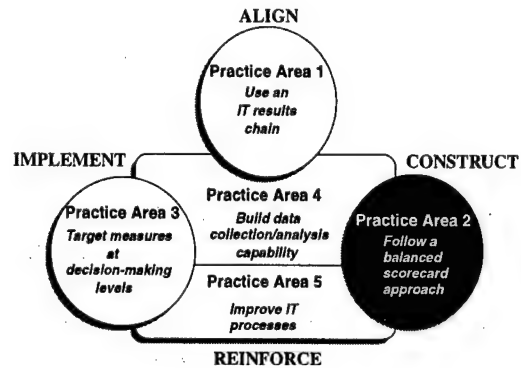 ALIGN
Practice Area 1
Use an
IT results
chain
IMPLEMENT
CONSTRUCT
Practice Area 4
Build data
collection/analysis
capability
Practice Area 3
Target measures
at
decision-making
levels
Practice Area 2
Follow a
balanced
scorecard
approach
Practice Area 5
Improve IT
processes
REINFORCE